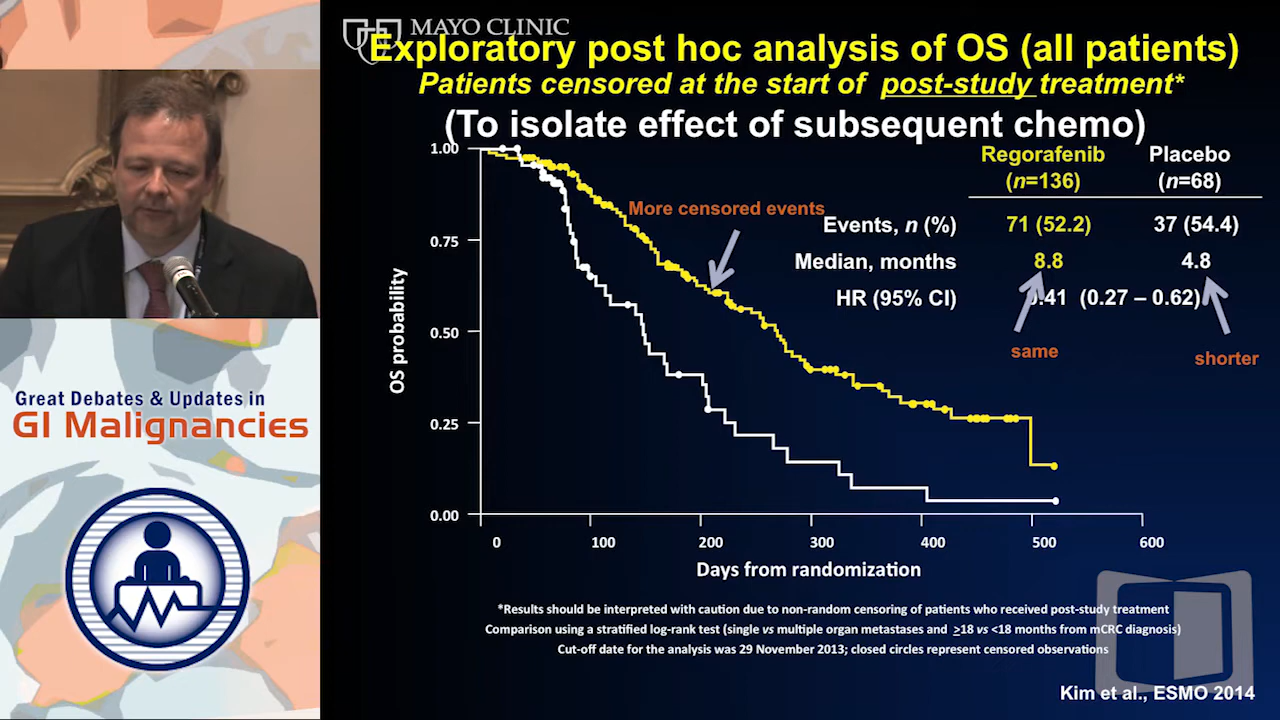 MAYO CLINIC
Exploratory post hoc analysis of OS (all patients)
Patients censored at the start of post-study treatment*
(To isolate effect of subsequent chemo)
Regorafenib Placebo
(n=136) (n=68)
More censored events
Events, n (%) 71 (52.2) 37 (54.4)
Median, months 8.8 4.8
HR (95% CI) 0.41 (0.27 – 0.62)
same
shorter
OS probability
1.00
0.75
0.50
0.25
0.00
0 100 200 300 400 500 600
Days from randomization
*Results should be interpreted with caution due to non-random censoring of patients who received post-study treatment
Comparison using a stratified log-rank test (single vs multiple organ metastases and ≥18 vs <18 months from mCRC diagnosis)
Cut-off date for the analysis was 29 November 2013; closed circles represent censored observations
Kim et al., ESMO 2014
Great Debates & Updates in
GI Malignancies